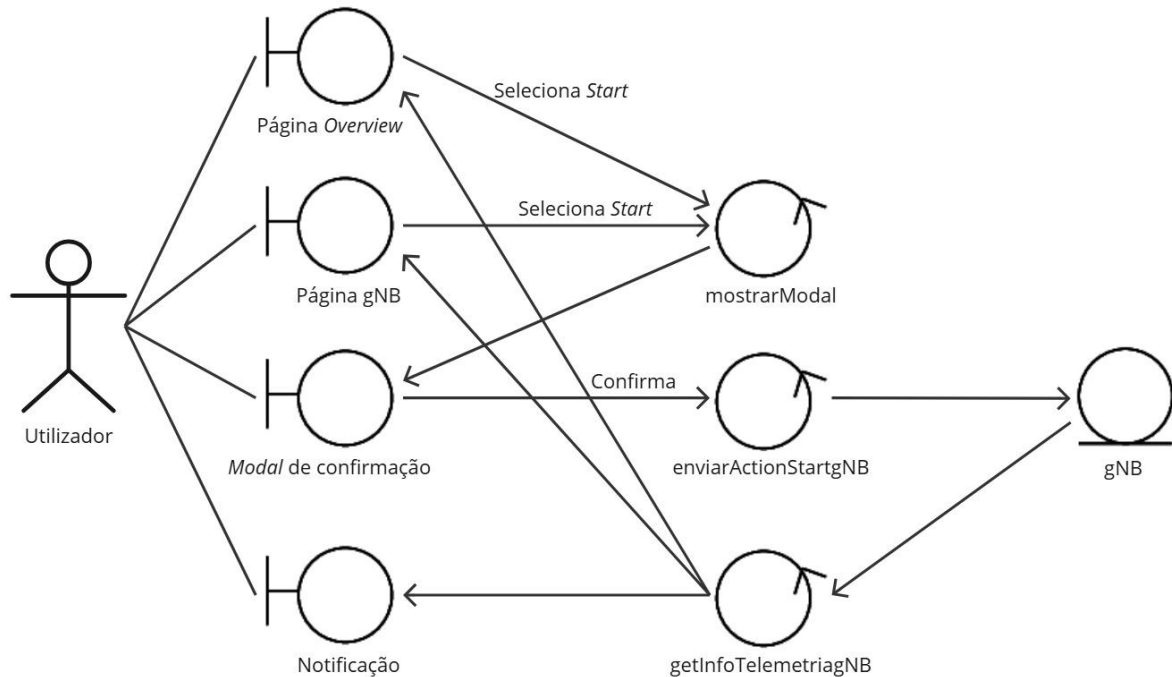 Seleciona Start
Página Overview
Seleciona Start
Página gNB
mostrarModal
Confirma
Utilizador
Modal de confirmação
enviarActionStartgNB
gNB
Notificação
getInfoTelemetriagNB